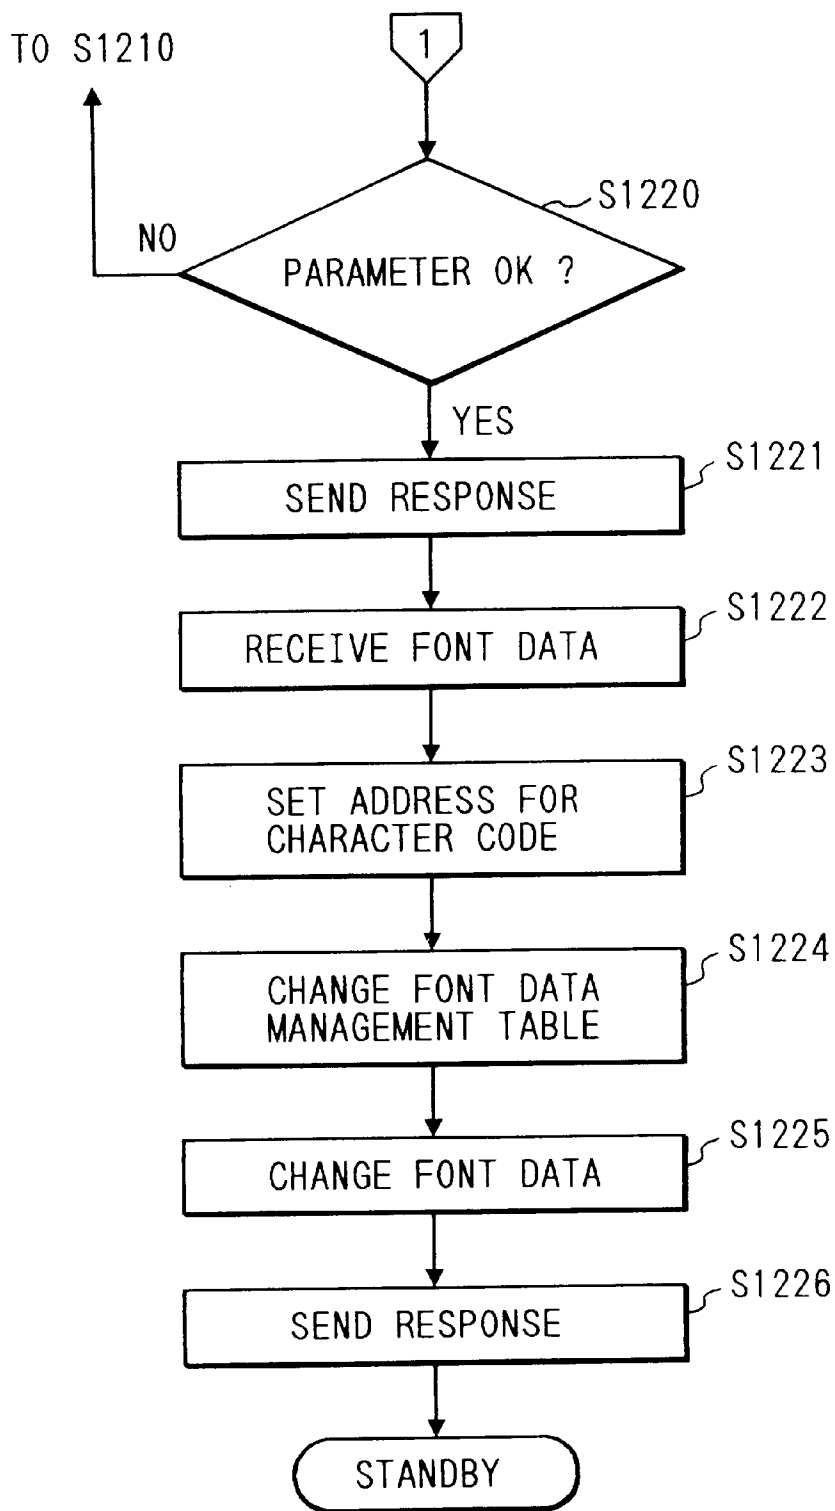 TO S1210
1
S1220
NO
PARAMETER OK ?
YES
S1221
SEND RESPONSE
S1222
RECEIVE FONT DATA
S1223
SET ADDRESS FOR
CHARACTER CODE
S1224
CHANGE FONT DATA
MANAGEMENT TABLE
S1225
CHANGE FONT DATA
S1226
SEND RESPONSE
STANDBY